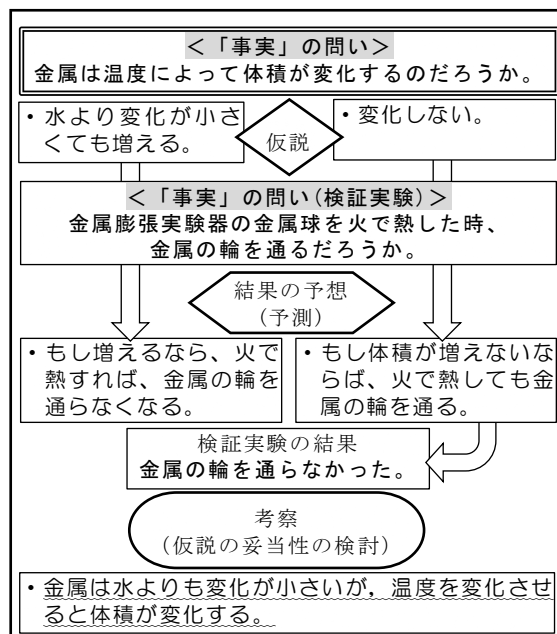 ＜「事実」の問い＞
金属は温度によって体積が変化するのだろうか。
・水より変化が小さ
くても増える。
仮説
・変化しない。
＜「事実」の問い(検証実験)＞
金属膨張実験器の金属球を火で熱した時、
金属の輪を通るだろうか。
結果の予想
(予測)
・もし増えるなら、火で
熱すれば、金属の輪を
通らなくなる。
・もし体積が増えないな
らば、火で熱しても金
属の輪を通る。
検証実験の結果
金属の輪を通らなかった。
考察
(仮説の妥当性の検討)
・金属は水よりも変化が小さいが，温度を変化させ
ると体積が変化する。